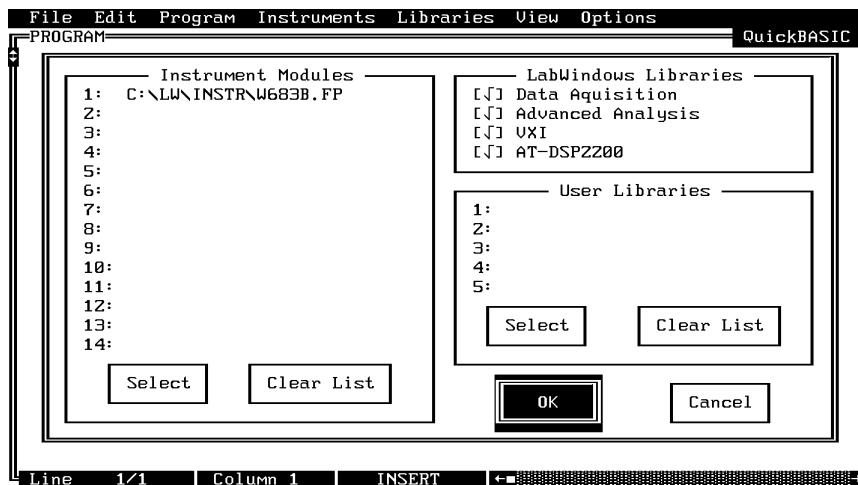 File Edit Program Instruments Libraries View Options
PROGRAM
QuickBASIC
Instrument Modules
1: C:\LW\INSTR\W683B.FP
2:
3:
4:
5:
6:
7:
8:
9:
10:
11:
12:
13:
14:
Select Clear List
LabWindows Libraries
[√] Data Aquisition
[√] Advanced Analysis
[√] VXI
[√] AT-DSP2200
User Libraries
1:
2:
3:
4:
5:
Select Clear List
OK Cancel
Line 1/1 Column 1 INSERT